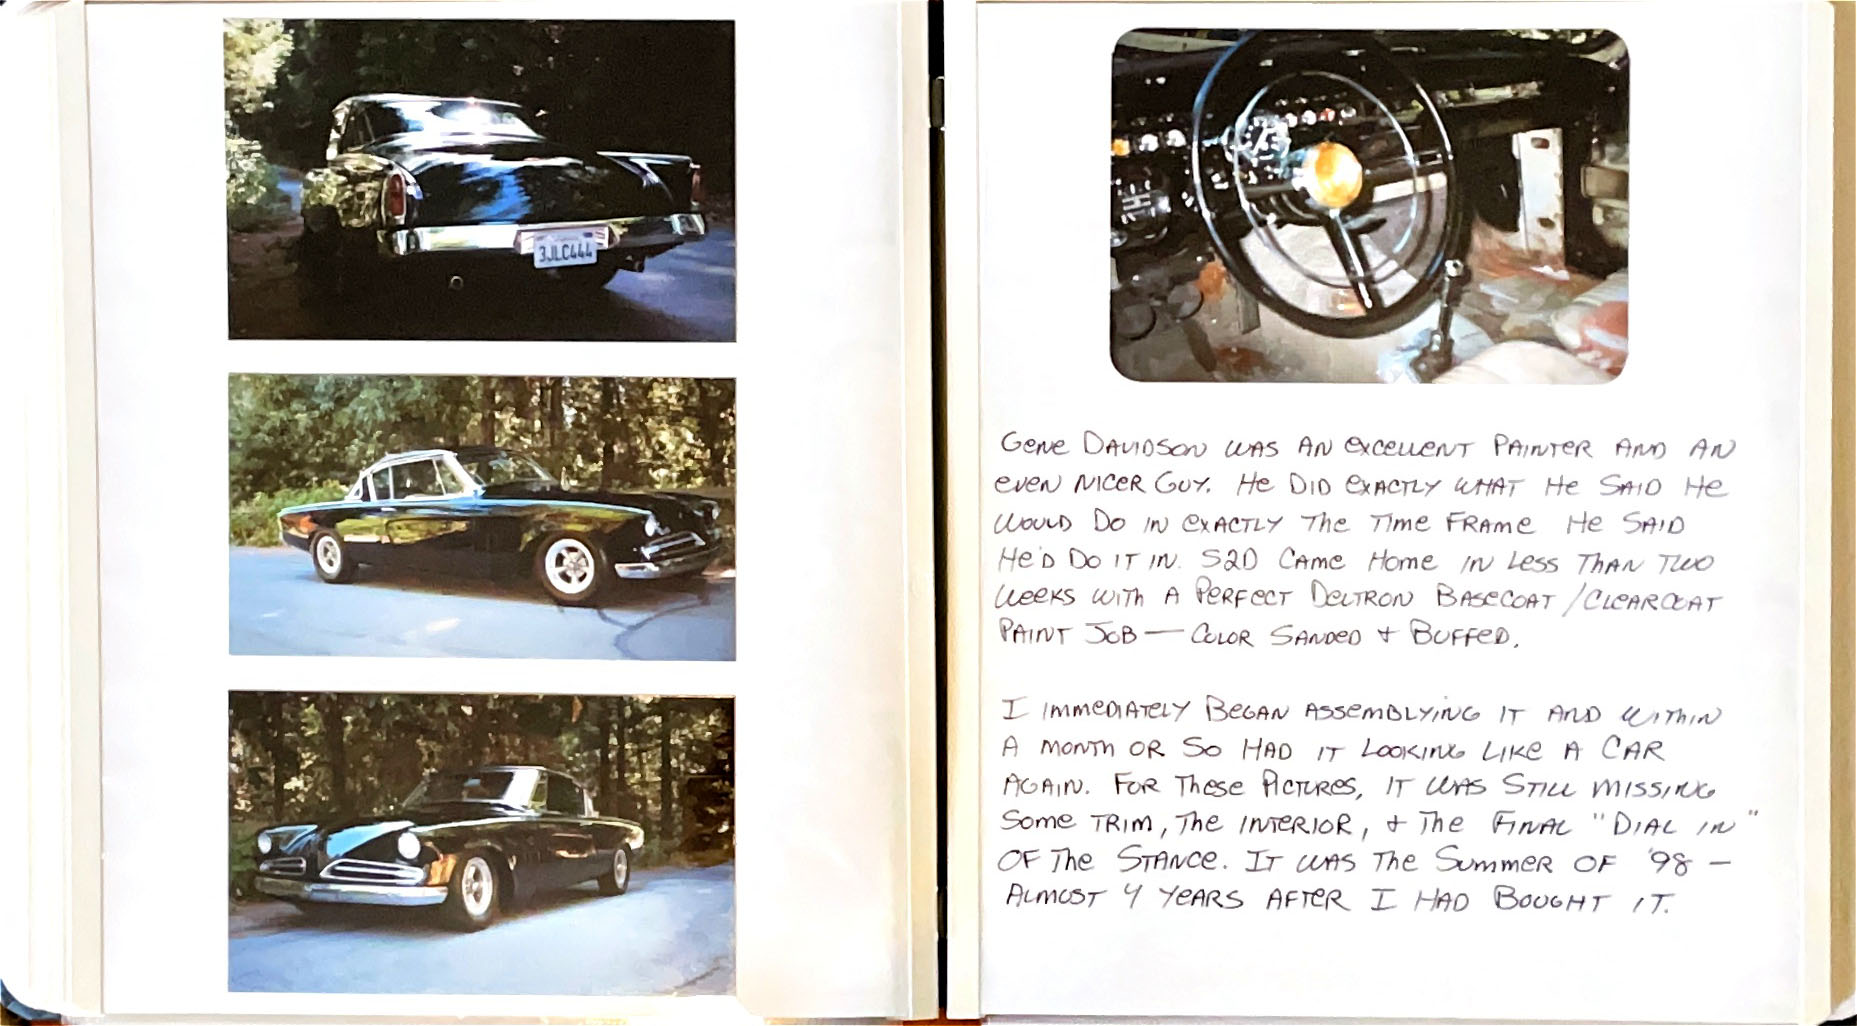 3JLC444
GENE DAVIDSON WAS AN EXCELLENT PAINTER AND AN
EVEN NICER GUY. HE DID EXACTLY WHAT HE SAID HE
WOULD DO IN EXACTLY THE TIME FRAME HE SAID
HE'D DO IT IN. S2D CAME HOME IN LESS THAN TWO
WEEKS WITH A PERFECT DELTRON BASECOAT/CLEARCOAT
PAINT JOB — COLOR SANDED & BUFFED.
I IMMEDIATELY BEGAN ASSEMBLYING IT AND WITHIN
A MONTH OR SO HAD IT LOOKING LIKE A CAR
AGAIN. FOR THESE PICTURES, IT WAS STILL MISSING
SOME TRIM, THE INTERIOR, & THE FINAL "DIAL IN"
OF THE STANCE. IT WAS THE SUMMER OF '98 —
ALMOST 4 YEARS AFTER I HAD BOUGHT IT.